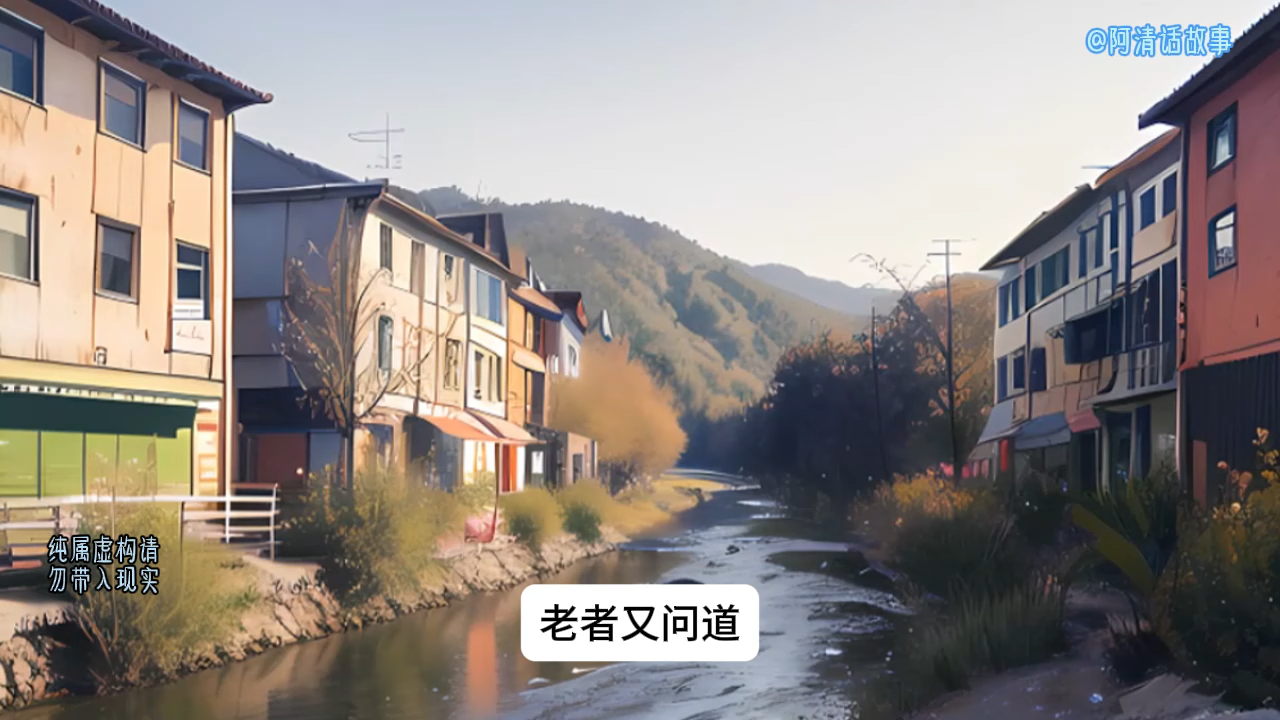 @阿清话故事
纯属虚构请
勿带入现实
老者又问道